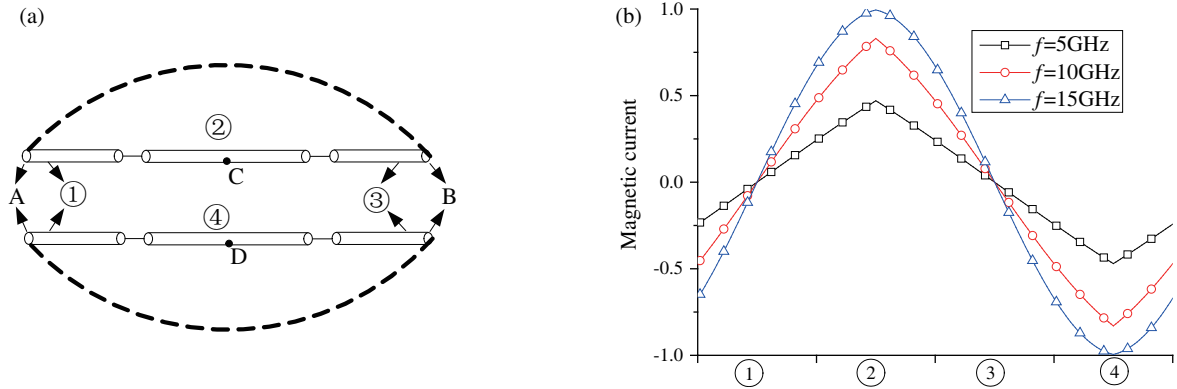 (a)
②
C
A
①
③
B
④
D
(b)
Magnetic current
1.0
0.5
0.0
-0.5
-1.0
f=5GHz
f=10GHz
f=15GHz
① ② ③ ④